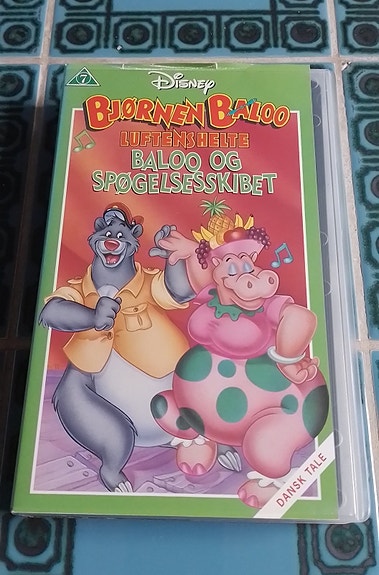 7
Disney
BJØRNEN BALOO
LUFTENS HELTE
BALOO OG
SPØGELSESSKIBET
DANSK TALE